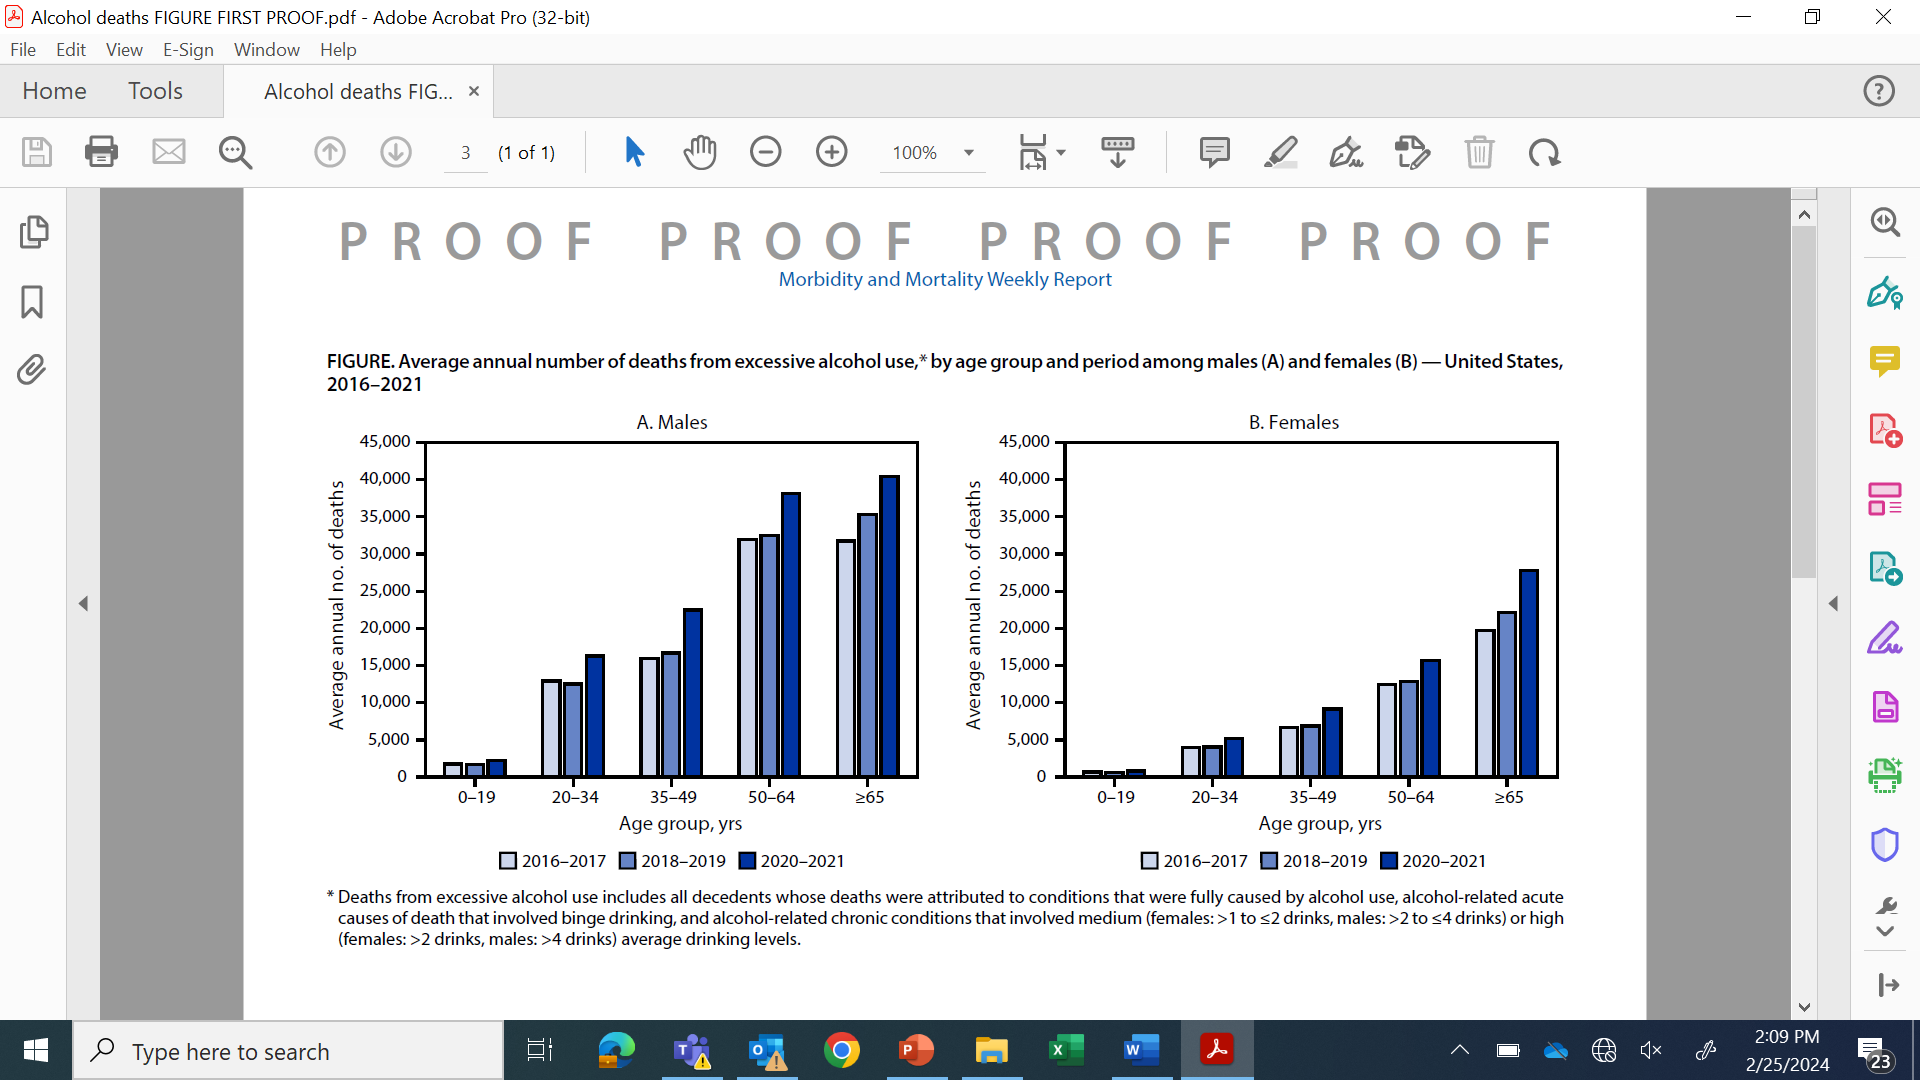 Alcohol deaths FIGURE FIRST PROOF.pdf - Adobe Acrobat Pro (32-bit)
File Edit View E-Sign Window Help
Home Tools Alcohol deaths FIG... ×
3 (1 of 1) 100%
PROOF PROOF PROOF PROOF
Morbidity and Mortality Weekly Report
FIGURE. Average annual number of deaths from excessive alcohol use,* by age group and period among males (A) and females (B) — United States,
2016–2021
A. Males
45,000
40,000
35,000
30,000
25,000
20,000
15,000
10,000
5,000
0
Average annual no. of deaths
0–19 20–34 35–49 50–64 ≥65
Age group, yrs
2016–2017 2018–2019 2020–2021
B. Females
45,000
40,000
35,000
30,000
25,000
20,000
15,000
10,000
5,000
0
Average annual no. of deaths
0–19 20–34 35–49 50–64 ≥65
Age group, yrs
2016–2017 2018–2019 2020–2021
* Deaths from excessive alcohol use includes all decedents whose deaths were attributed to conditions that were fully caused by alcohol use, alcohol-related acute
causes of death that involved binge drinking, and alcohol-related chronic conditions that involved medium (females: >1 to ≤2 drinks, males: >2 to ≤4 drinks) or high
(females: >2 drinks, males: >4 drinks) average drinking levels.
Type here to search
2:09 PM
2/25/2024
23